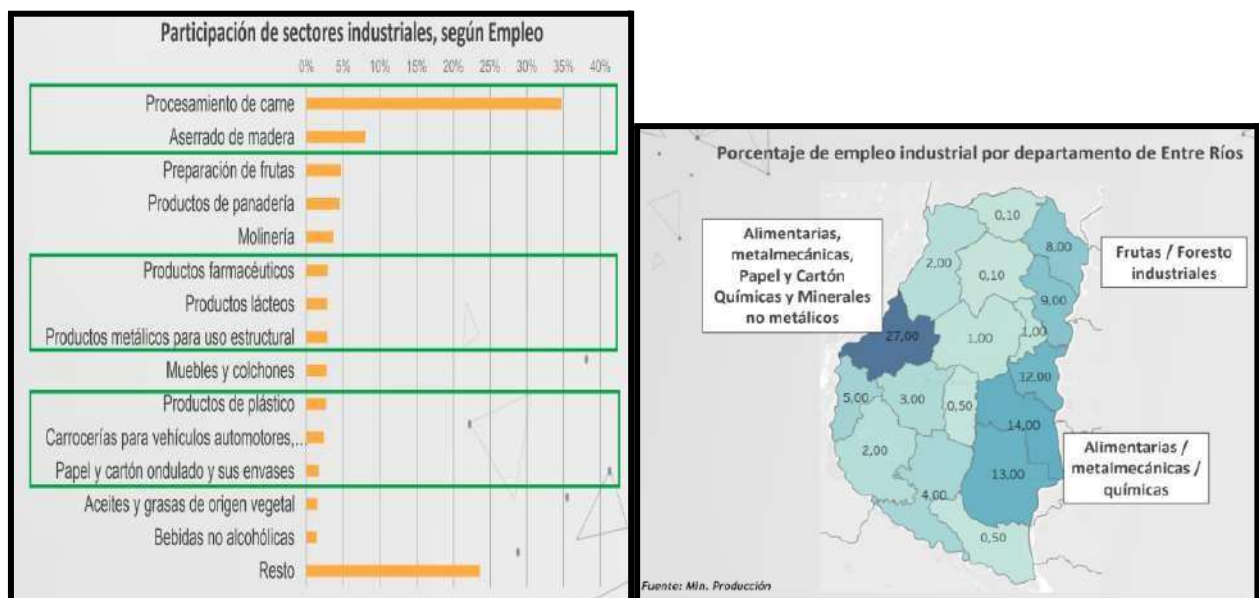 Participación de sectores industriales, según Empleo
0% 5% 10% 15% 20% 25% 30% 35% 40%
Procesamiento de carne
Aserrado de madera
Preparación de frutas
Productos de panadería
Molinería
Productos farmacéuticos
Productos lácteos
Productos metálicos para uso estructural
Muebles y colchones
Productos de plástico
Carrocerías para vehículos automotores,...
Papel y cartón ondulado y sus envases
Aceites y grasas de origen vegetal
Bebidas no alcohólicas
Resto
Porcentaje de empleo industrial por departamento de Entre Ríos
Alimentarias,
metalmecánicas,
Papel y Cartón
Químicas y Minerales
no metálicos
Frutas / Foresto
industriales
Alimentarias /
metalmecánicas /
químicas
0,10
8,00
2,00
0,10
9,00
27,00
1,00
1,00
12,00
5,00
3,00
0,50
14,00
2,00
13,00
4,00
0,50
Fuente: Min. Producción